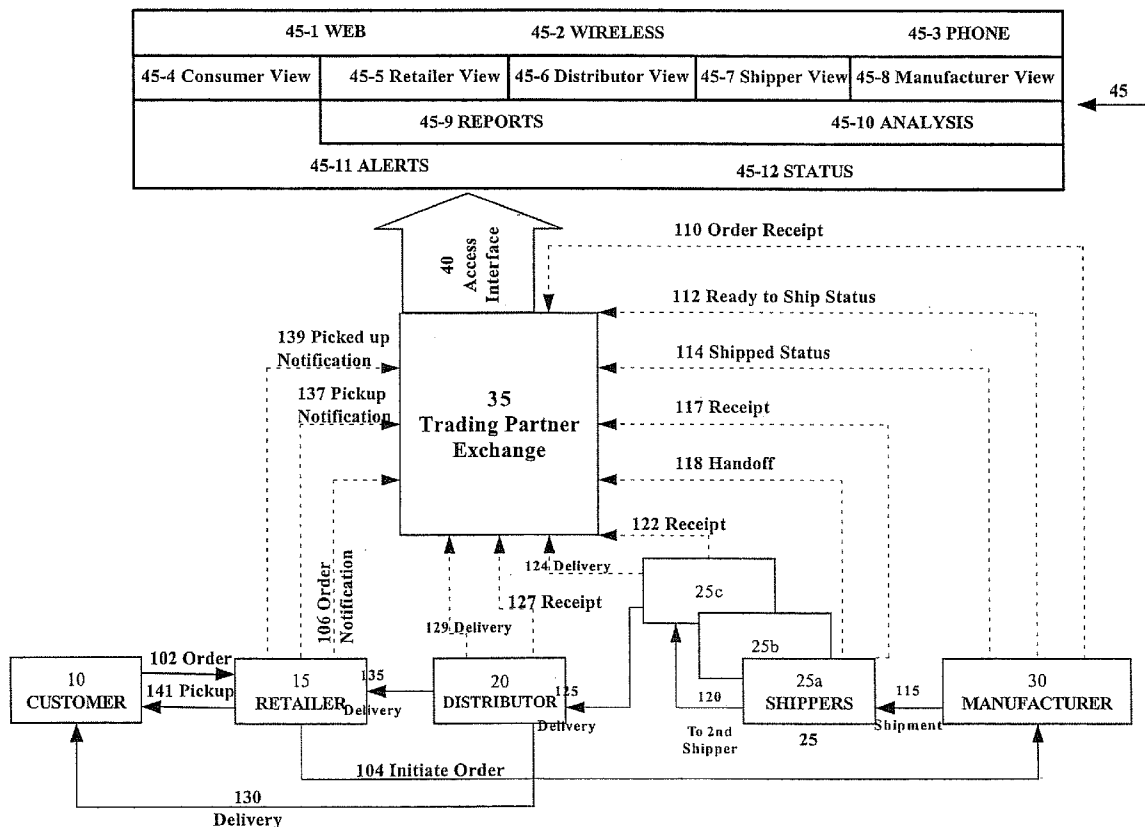 45-1 WEB
45-2 WIRELESS
45-3 PHONE
45-4 Consumer View
45-5 Retailer View
45-6 Distributor View
45-7 Shipper View
45-8 Manufacturer View
45
45-9 REPORTS
45-10 ANALYSIS
45-11 ALERTS
45-12 STATUS
40
Access
Interface
110 Order Receipt
112 Ready to Ship Status
139 Picked up
Notification
114 Shipped Status
137 Pickup
Notification
35
Trading Partner
Exchange
117 Receipt
118 Handoff
122 Receipt
124 Delivery
106 Order
Notification
127 Receipt
129 Delivery
25c
25b
102 Order
141 Pickup
10
CUSTOMER
15
RETAILER
135
Delivery
20
DISTRIBUTOR
125
Delivery
120
To 2nd
Shipper
25a
SHIPPERS
25
115
Shipment
30
MANUFACTURER
104 Initiate Order
130
Delivery